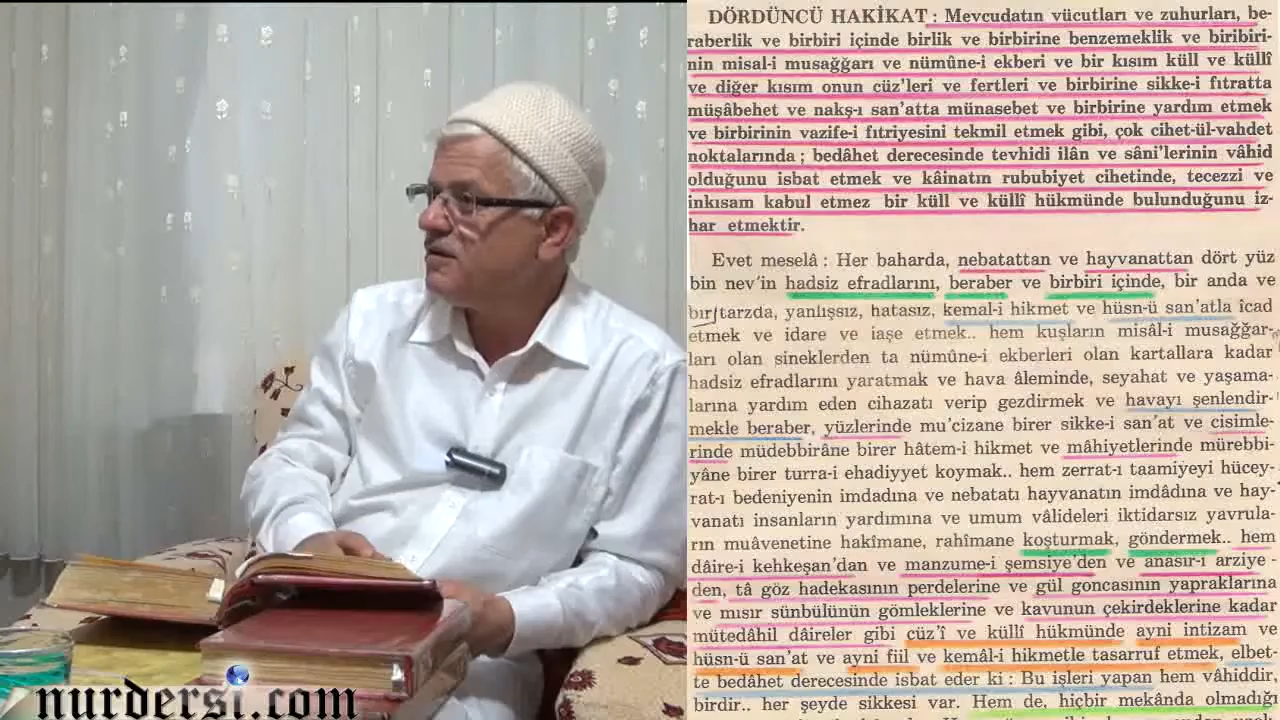 DÖRDÜNCÜ HAKİKAT : Mevcudatın vücutları ve zuhurları, be-
raberlik ve birbiri içinde birlik ve birbirine benzemeklik ve biribiri-
nin misal-i musağğarı ve nümûne-i ekberi ve bir kısım küll ve küllî
ve diğer kısım onun cüz'leri ve fertleri ve birbirine sikke-i fıtratta
müşâbehet ve nakş-ı san'atta münasebet ve birbirine yardım etmek
ve birbirinin vazife-i fıtriyesini tekmil etmek gibi, çok cihet-ül-vahdet
noktalarında ; bedâhet derecesinde tevhidi ilân ve sâni'lerinin vâhid
olduğunu isbat etmek ve kâinatın rububiyet cihetinde, tecezzi ve
inkısam kabul etmez bir küll ve küllî hükmünde bulunduğunu iz-
har etmektir.
Evet meselâ : Her baharda, nebatattan ve hayvanattan dört yüz
bin nev'in hadsiz efradlarını, beraber ve birbiri içinde, bir anda ve
bir tarzda, yanlışsız, hatasız, kemal-i hikmet ve hüsn-ü san'atla îcad
etmek ve idare ve iaşe etmek.. hem kuşların misâl-i musağğar-
ları olan sineklerden ta nümûne-i ekberleri olan kartallara kadar
hadsiz efradlarını yaratmak ve hava âleminde, seyahat ve yaşama-
larına yardım eden cihazatı verip gezdirmek ve havayı şenlendir-
mekle beraber, yüzlerinde mu'cizane birer sikke-i san'at ve cisimle-
rinde müdebbirâne birer hâtem-i hikmet ve mâhiyetlerinde mürebbi-
yâne birer turra-i ehadiyyet koymak.. hem zerrat-ı taamiyeyi hücey-
rat-ı bedeniyenin imdadına ve nebatatı hayvanatın imdâdına ve hay-
vanatı insanların yardımına ve umum vâlideleri iktidarsız yavrula-
rın muâvenetine hakîmane, rahîmane koşturmak, göndermek.. hem
dâire-i kehkeşan'dan ve manzume-i şemsiye'den ve anasır-ı arziye-
den, tâ göz hadekasının perdelerine ve gül goncasının yapraklarına
ve mısır sünbülünün gömleklerine ve kavunun çekirdeklerine kadar
mütedâhil dâireler gibi cüz'î ve küllî hükmünde ayni intizam ve
hüsn-ü san'at ve ayni fiil ve kemâl-i hikmetle tasarruf etmek, elbet-
te bedâhet derecesinde isbat eder ki : Bu işleri yapan hem vâhiddir,
birdir.. her şeyde sikkesi var. Hem de, hiçbir mekânda olmadığı
nurdersi.com